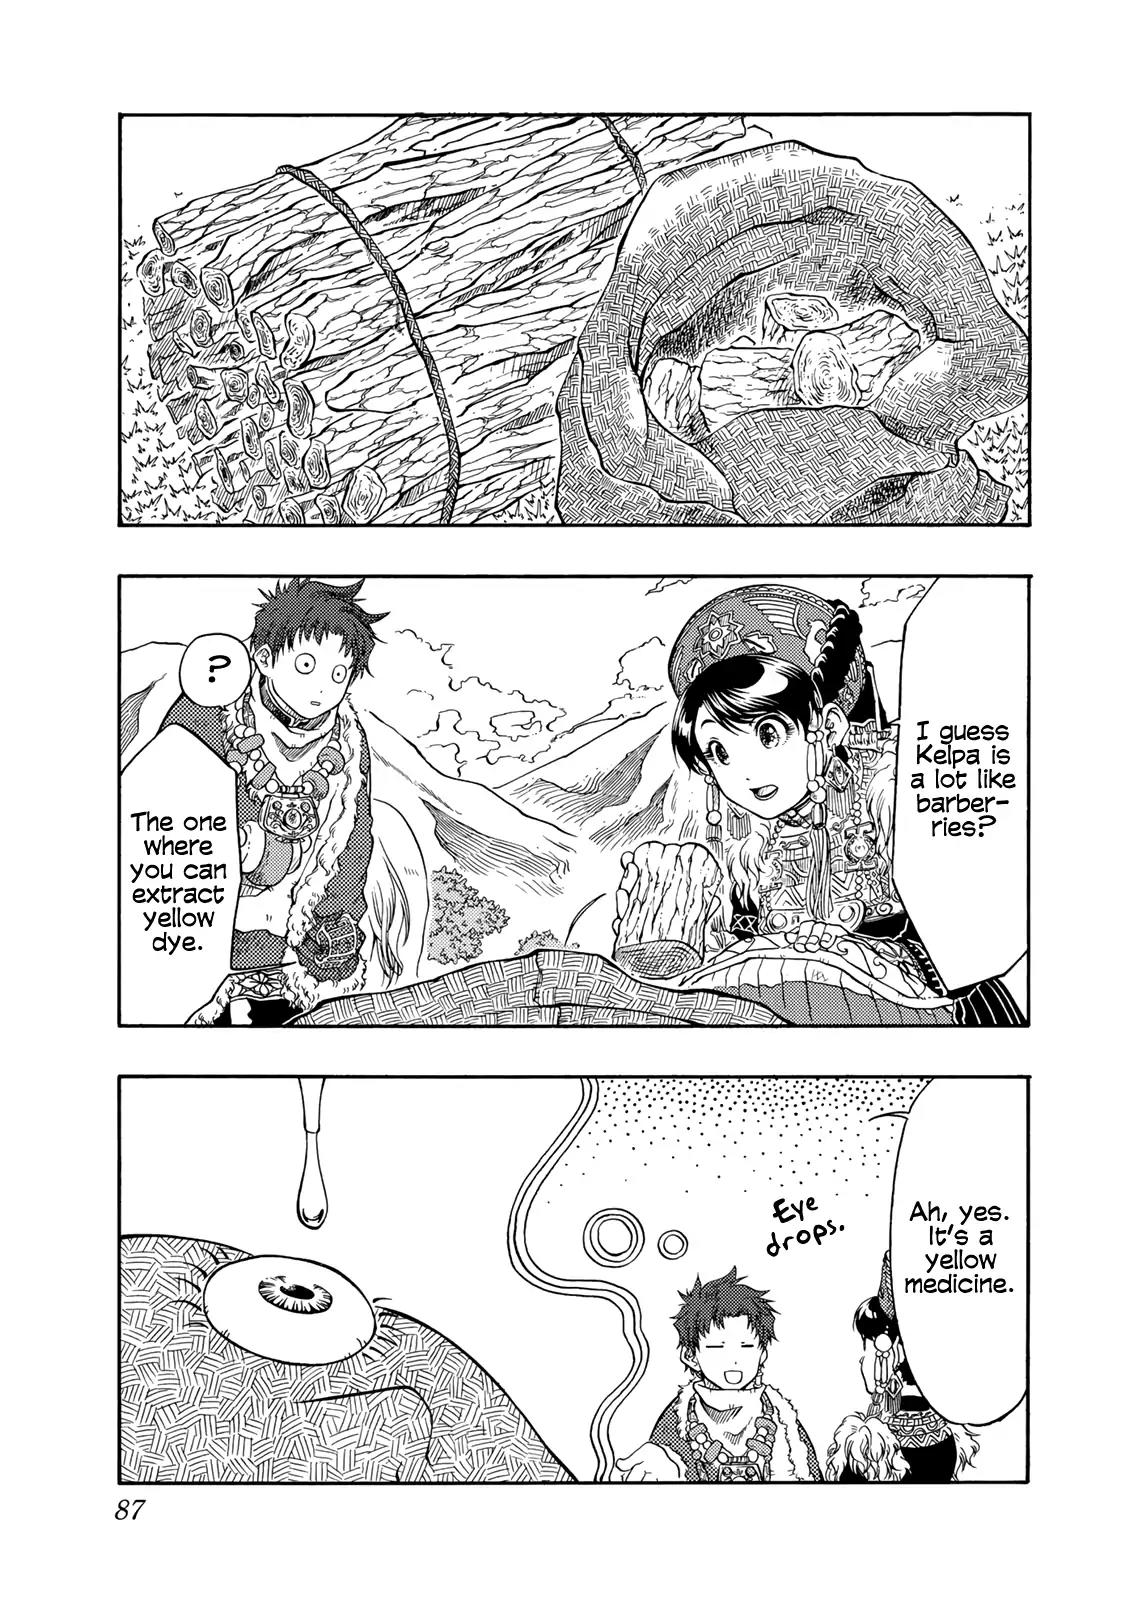 I guess
Kelpa is
a lot like
barber-
ries?
?
The one
where
you can
extract
yellow
dye.
Ah, yes.
It's a
yellow
medicine.
Eye
drops.
87